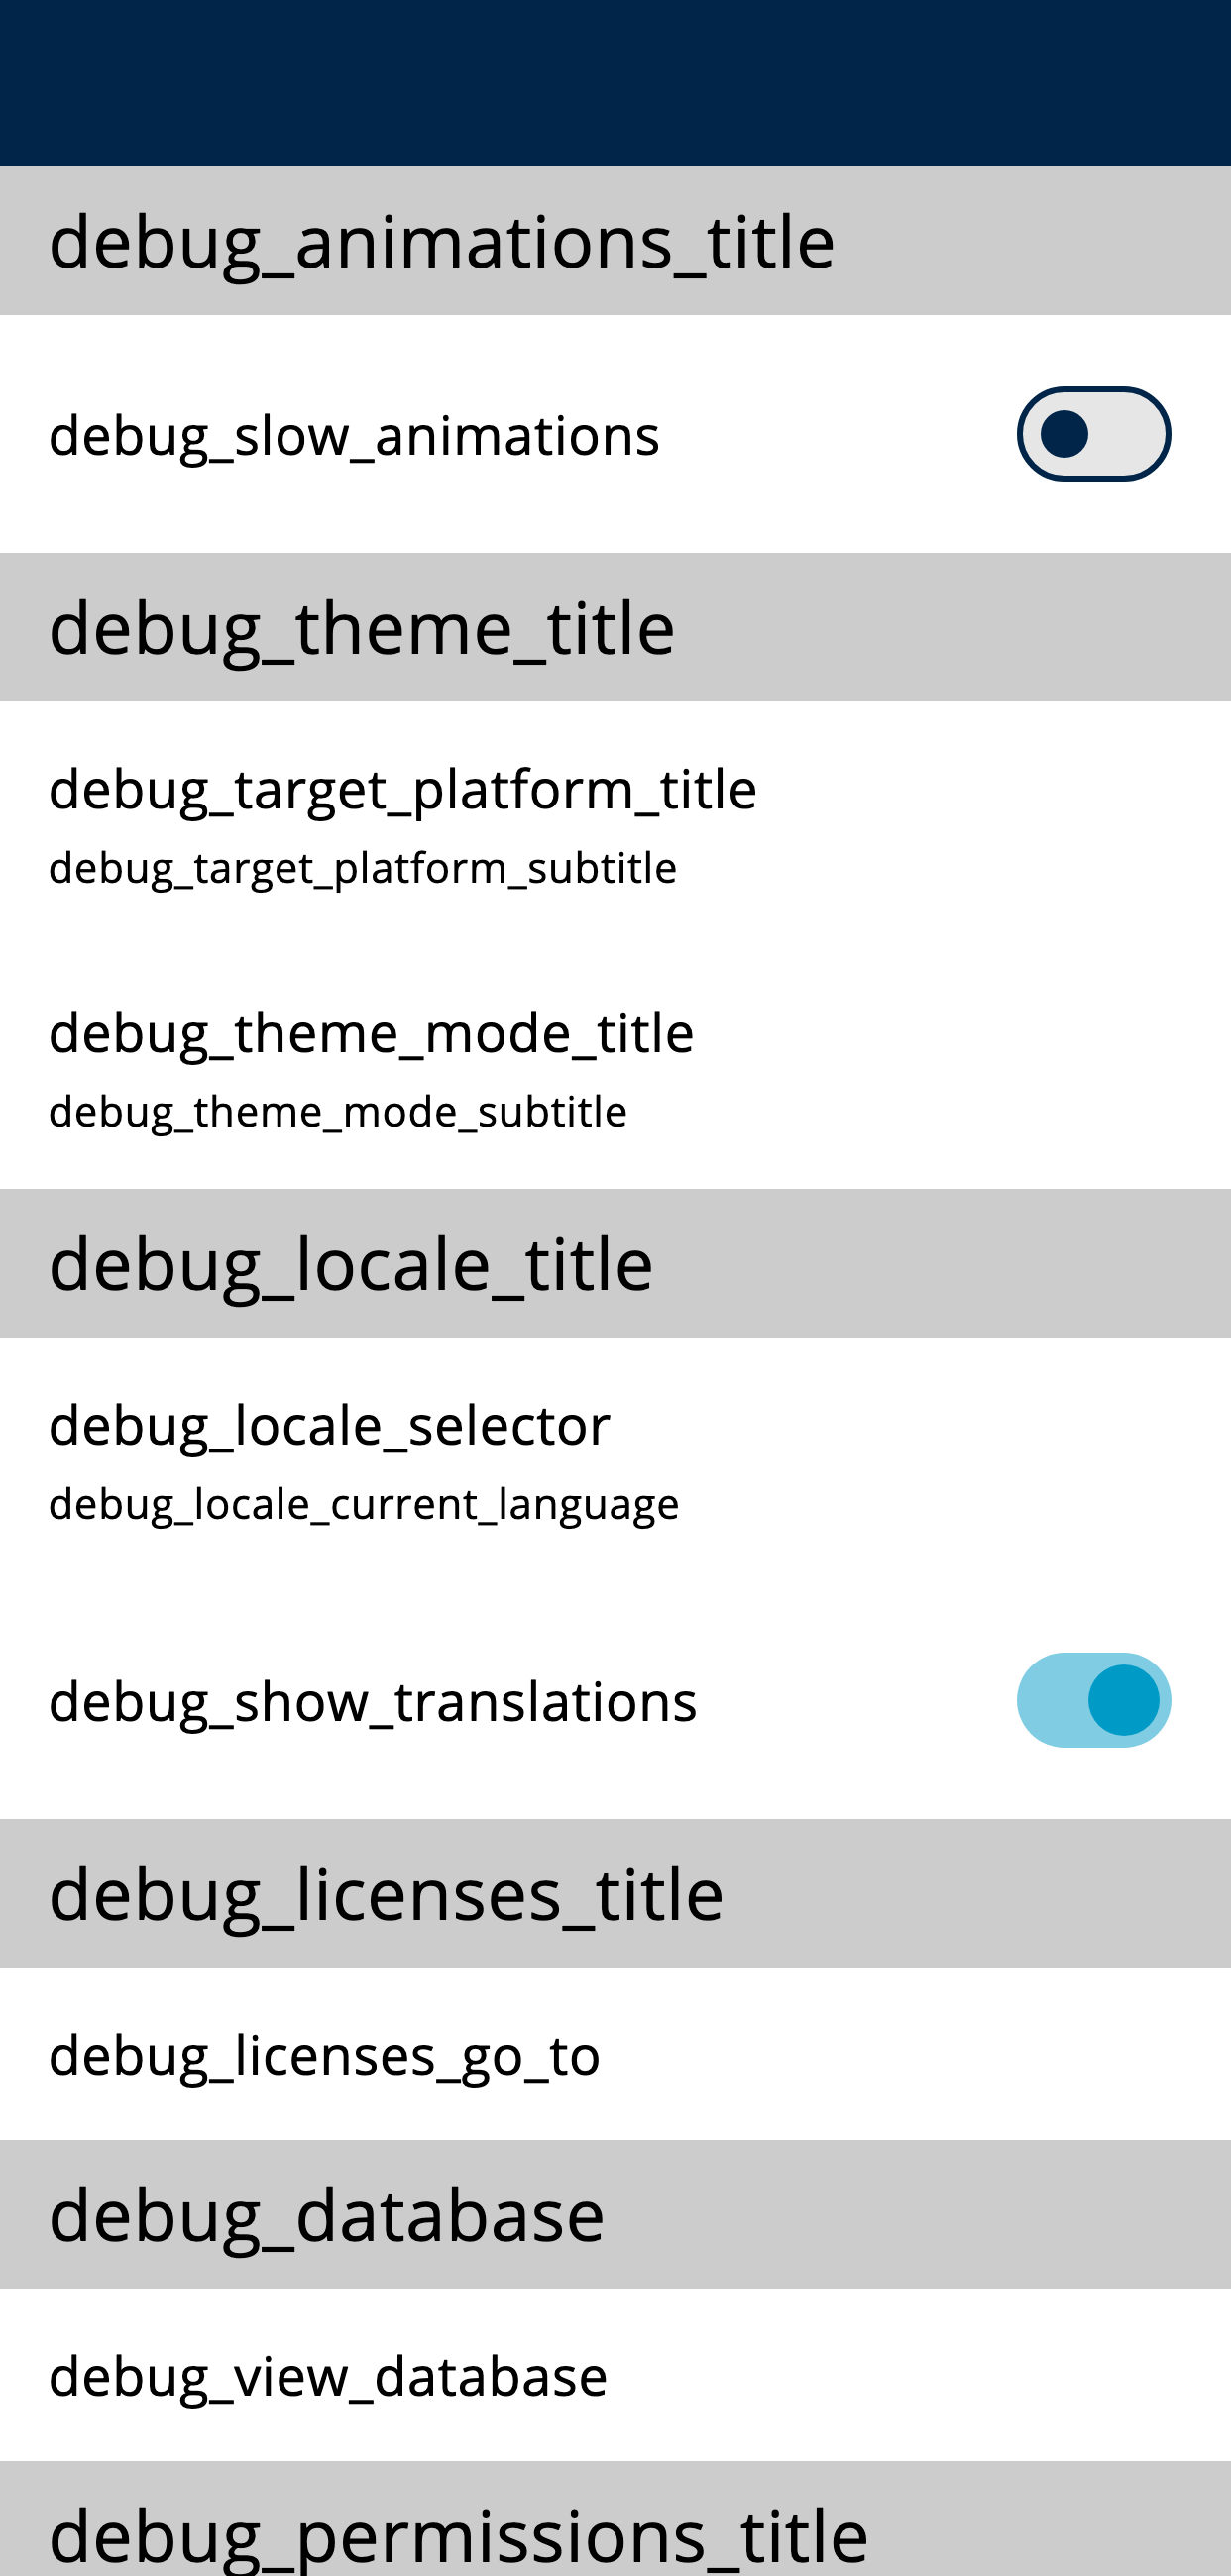 debug_animations_title
debug_slow_animations
debug_theme_title
debug_target_platform_title
debug_target_platform_subtitle
debug_theme_mode_title
debug_theme_mode_subtitle
debug_locale_title
debug_locale_selector
debug_locale_current_language
debug_show_translations
debug_licenses_title
debug_licenses_go_to
debug_database
debug_view_database
debug_permissions_title